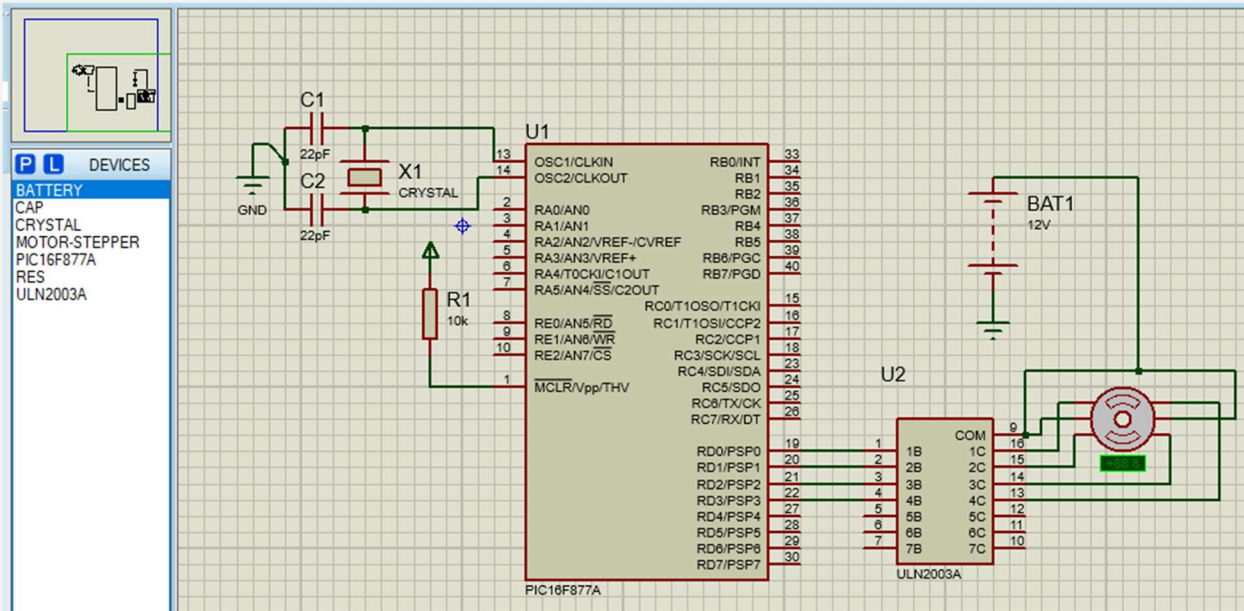 P L DEVICES
BATTERY
CAP
CRYSTAL
MOTOR-STEPPER
PIC16F877A
RES
ULN2003A
C1
22pF
C2
22pF
GND
X1
CRYSTAL
R1
10k
U1
13 OSC1/CLKIN
14 OSC2/CLKOUT
2 RA0/AN0
3 RA1/AN1
4 RA2/AN2/VREF-/CVREF
5 RA3/AN3/VREF+
6 RA4/T0CKI/C1OUT
7 RA5/AN4/SS/C2OUT
8 RE0/AN5/RD
9 RE1/AN6/WR
10 RE2/AN7/CS
1 MCLR/Vpp/THV
RB0/INT 33
RB1 34
RB2 35
RB3/PGM 36
RB4 37
RB5 38
RB6/PGC 39
RB7/PGD 40
RC0/T1OSO/T1CKI 15
RC1/T1OSI/CCP2 16
RC2/CCP1 17
RC3/SCK/SCL 18
RC4/SDI/SDA 23
RC5/SDO 24
RC6/TX/CK 25
RC7/RX/DT 26
RD0/PSP0 19
RD1/PSP1 20
RD2/PSP2 21
RD3/PSP3 22
RD4/PSP4 27
RD5/PSP5 28
RD6/PSP6 29
RD7/PSP7 30
PIC16F877A
BAT1
12V
U2
COM 9
1 1B 1C 16
2 2B 2C 15
3 3B 3C 14
4 4B 4C 13
5 5B 5C 12
6 6B 6C 11
7 7B 7C 10
ULN2003A